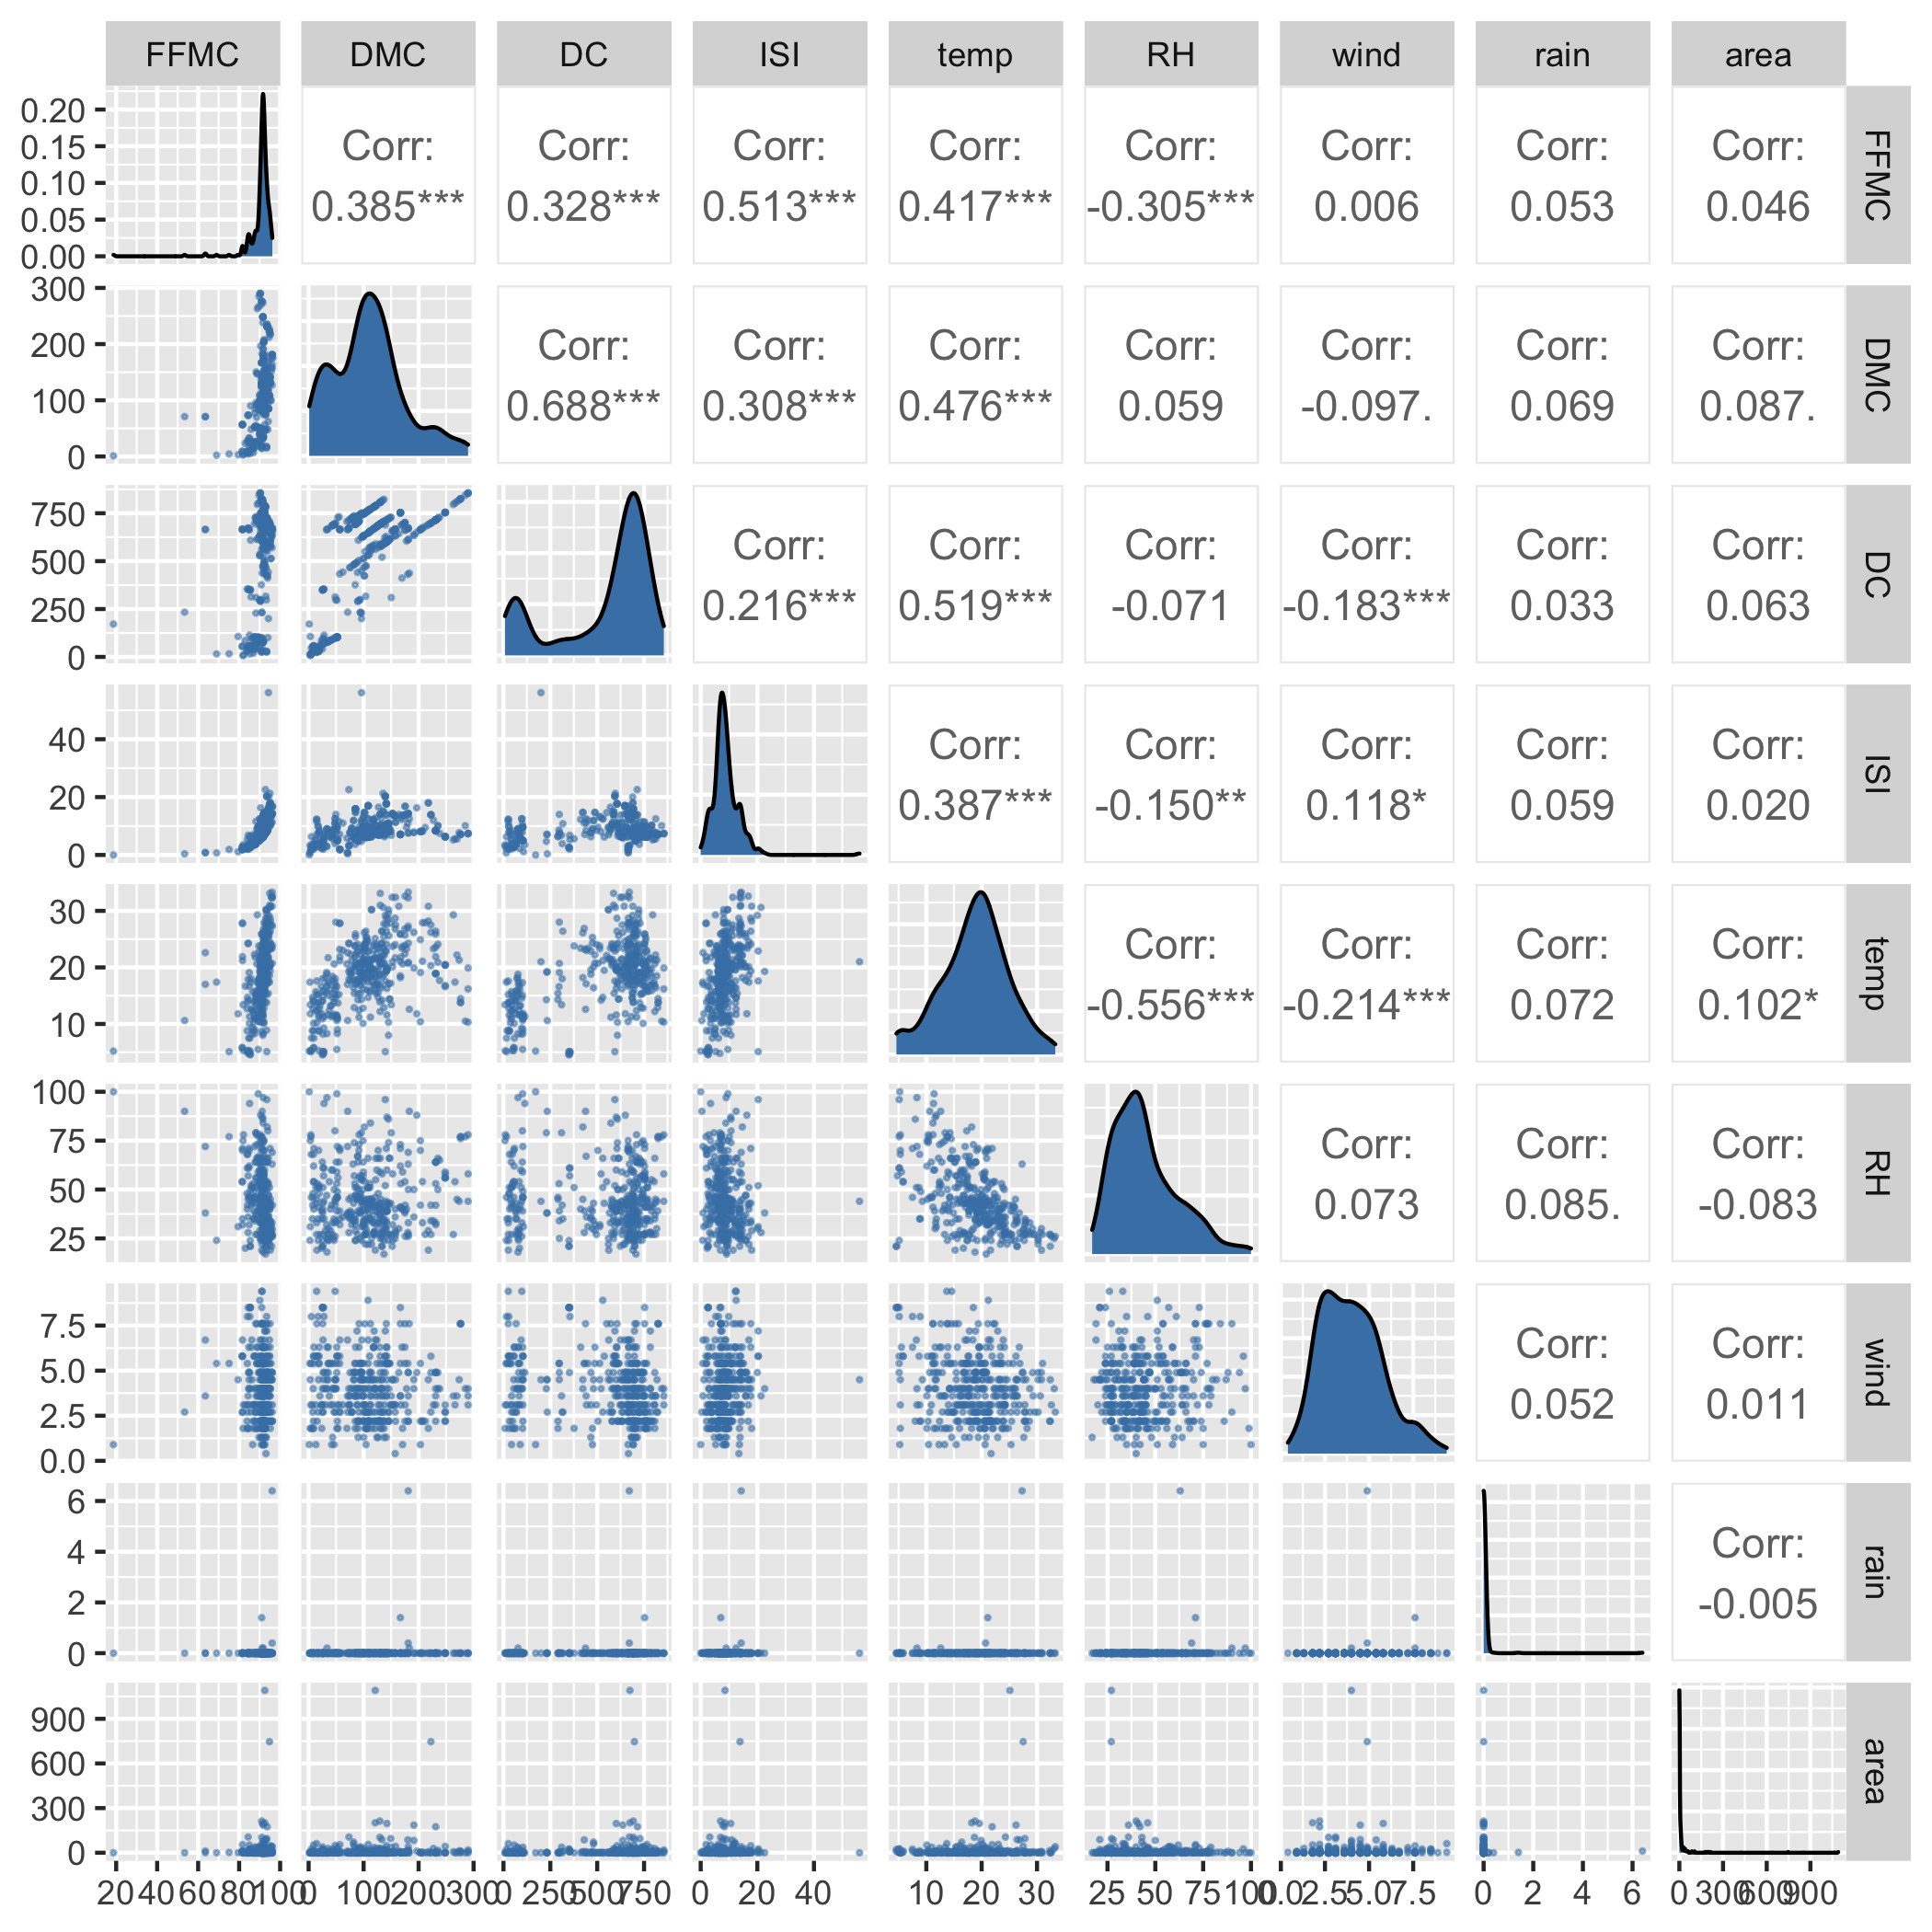 FFMC DMC DC ISI temp RH wind rain area
0.20
0.15
0.10
0.05
0.00
Corr: Corr: Corr: Corr: Corr: Corr: Corr: Corr:
0.385*** 0.328*** 0.513*** 0.417*** -0.305*** 0.006 0.053 0.046
FFMC
300
200
100
0
Corr: Corr: Corr: Corr: Corr: Corr: Corr:
0.688*** 0.308*** 0.476*** 0.059 -0.097. 0.069 0.087.
DMC
750
500
250
0
Corr: Corr: Corr: Corr: Corr: Corr:
0.216*** 0.519*** -0.071 -0.183*** 0.033 0.063
DC
40
20
0
Corr: Corr: Corr: Corr: Corr:
0.387*** -0.150** 0.118* 0.059 0.020
ISI
30
20
10
Corr: Corr: Corr: Corr:
-0.556*** -0.214*** 0.072 0.102*
temp
100
75
50
25
Corr: Corr: Corr:
0.073 0.085. -0.083
RH
7.5
5.0
2.5
0.0
Corr: Corr:
0.052 0.011
wind
6
4
2
0
Corr:
-0.005
rain
900
600
300
0
area
20 40 60 80 100 0 100 200 300 0 250 500 750 0 20 40 10 20 30 25 50 75 100 0.0 2.5 5.0 7.5 0 2 4 6 0 300 600 900